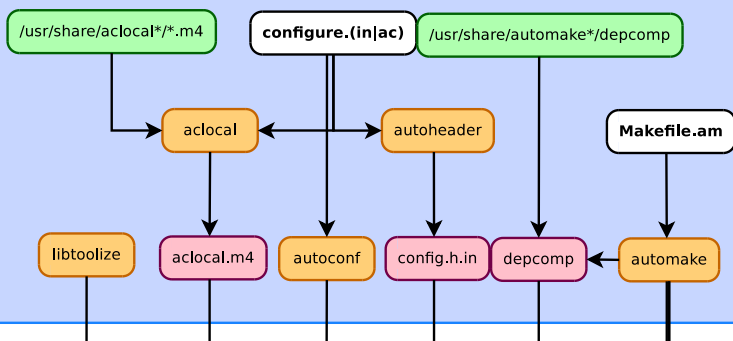 /usr/share/aclocal*/*.m4
configure.(in|ac)
/usr/share/automake*/depcomp
aclocal
autoheader
Makefile.am
libtoolize
aclocal.m4
autoconf
config.h.in
depcomp
automake